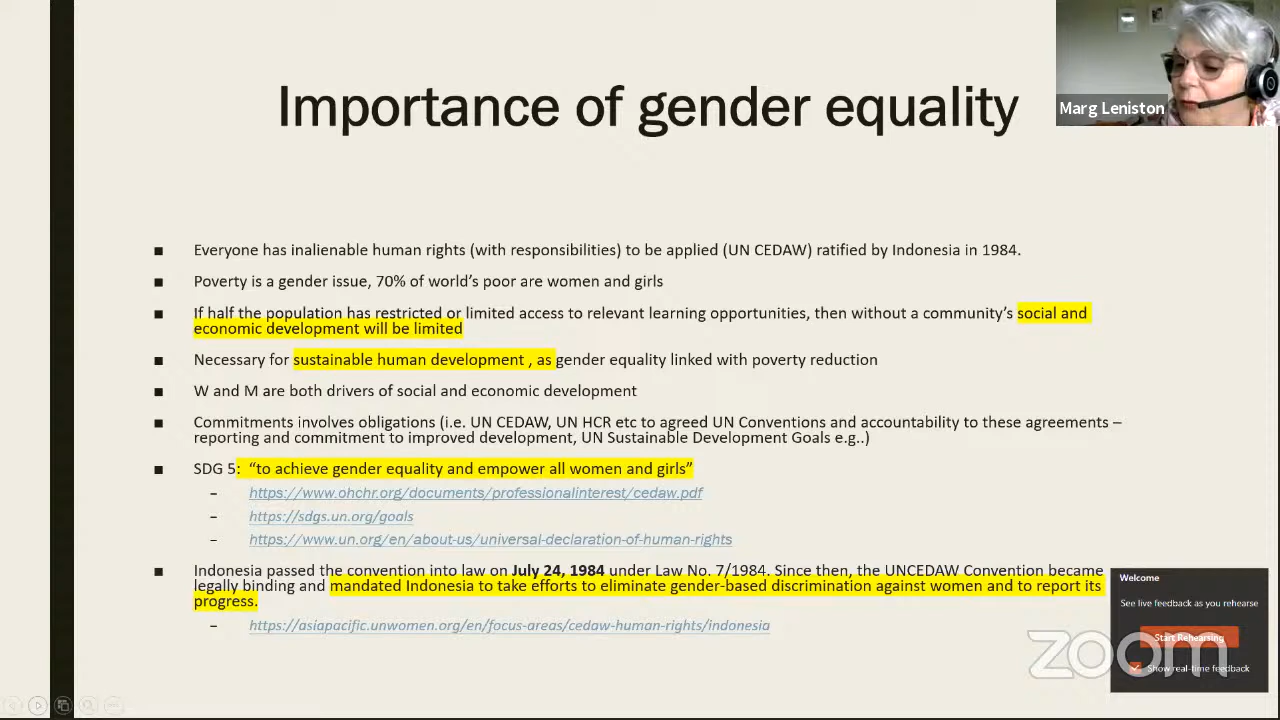 Importance of gender equality
Marg Leniston
■ Everyone has inalienable human rights (with responsibilities) to be applied (UN CEDAW) ratified by Indonesia in 1984.
■ Poverty is a gender issue, 70% of world's poor are women and girls
■ If half the population has restricted or limited access to relevant learning opportunities, then without a community's social and
economic development will be limited
■ Necessary for sustainable human development , as gender equality linked with poverty reduction
■ W and M are both drivers of social and economic development
■ Commitments involves obligations (i.e. UN CEDAW, UN HCR etc to agreed UN Conventions and accountability to these agreements –
reporting and commitment to improved development, UN Sustainable Development Goals e.g..)
■ SDG 5: “to achieve gender equality and empower all women and girls”
– https://www.ohchr.org/documents/professionalinterest/cedaw.pdf
– https://sdgs.un.org/goals
– https://www.un.org/en/about-us/universal-declaration-of-human-rights
■ Indonesia passed the convention into law on July 24, 1984 under Law No. 7/1984. Since then, the UNCEDAW Convention became
legally binding and mandated Indonesia to take efforts to eliminate gender-based discrimination against women and to report its
progress.
– https://asiapacific.unwomen.org/en/focus-areas/cedaw-human-rights/indonesia
Welcome
See live feedback as you rehearse
Start Rehearsing
Show real-time feedback
zoom